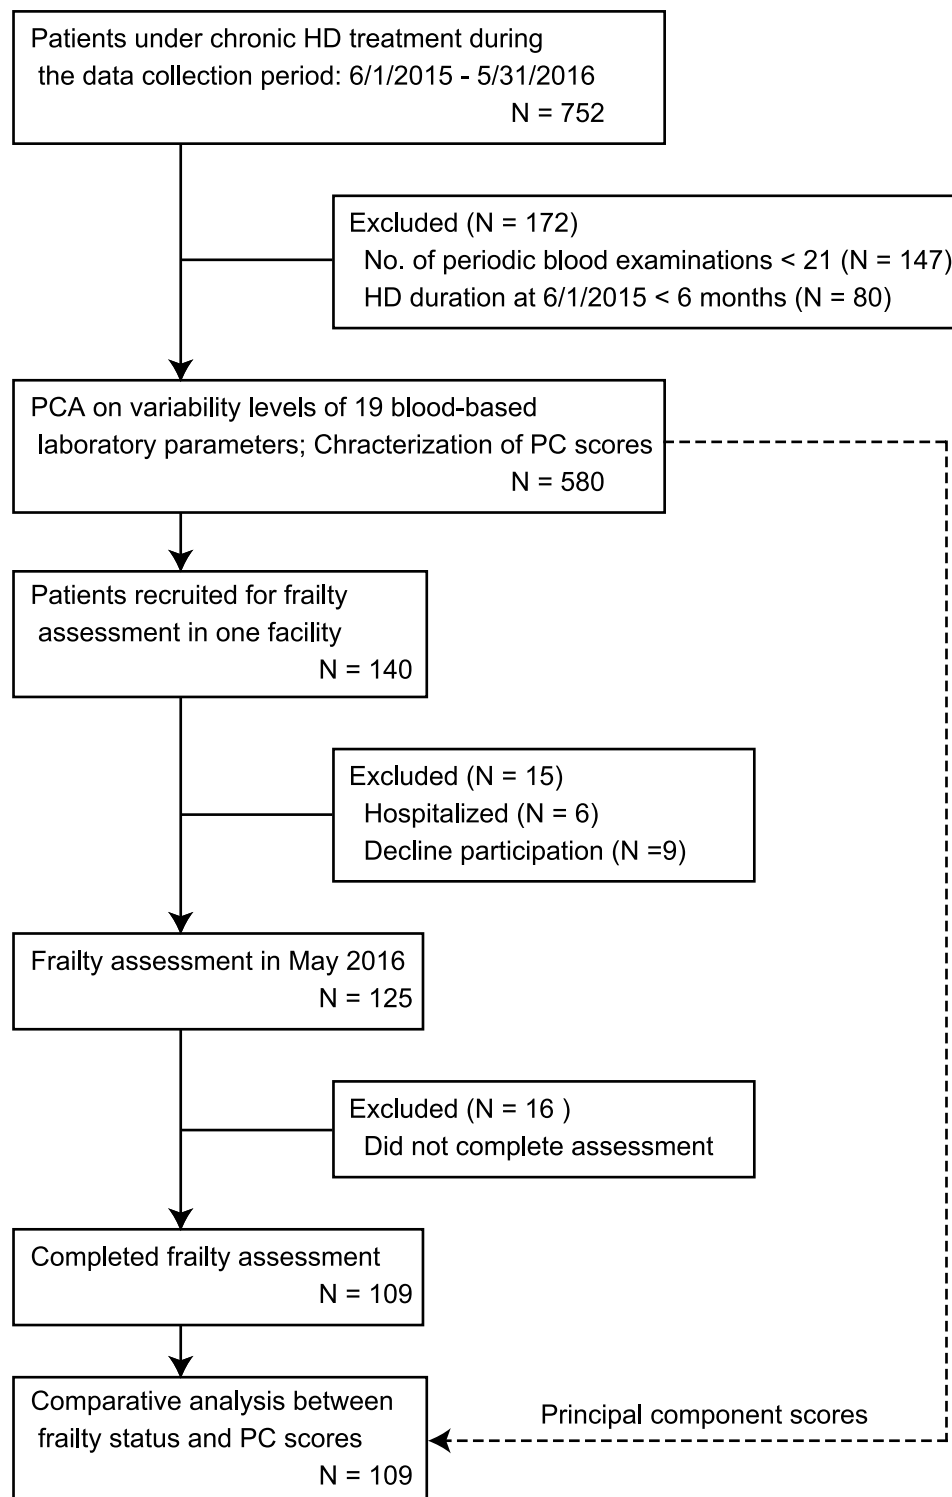 Patients under chronic HD treatment during
the data collection period: 6/1/2015 - 5/31/2016
N = 752
Excluded (N = 172)
No. of periodic blood examinations < 21 (N = 147)
HD duration at 6/1/2015 < 6 months (N = 80)
PCA on variability levels of 19 blood-based
laboratory parameters; Chracterization of PC scores
N = 580
Patients recruited for frailty
assessment in one facility
N = 140
Excluded (N = 15)
Hospitalized (N = 6)
Decline participation (N =9)
Frailty assessment in May 2016
N = 125
Excluded (N = 16 )
Did not complete assessment
Completed frailty assessment
N = 109
Comparative analysis between
frailty status and PC scores
N = 109
Principal component scores